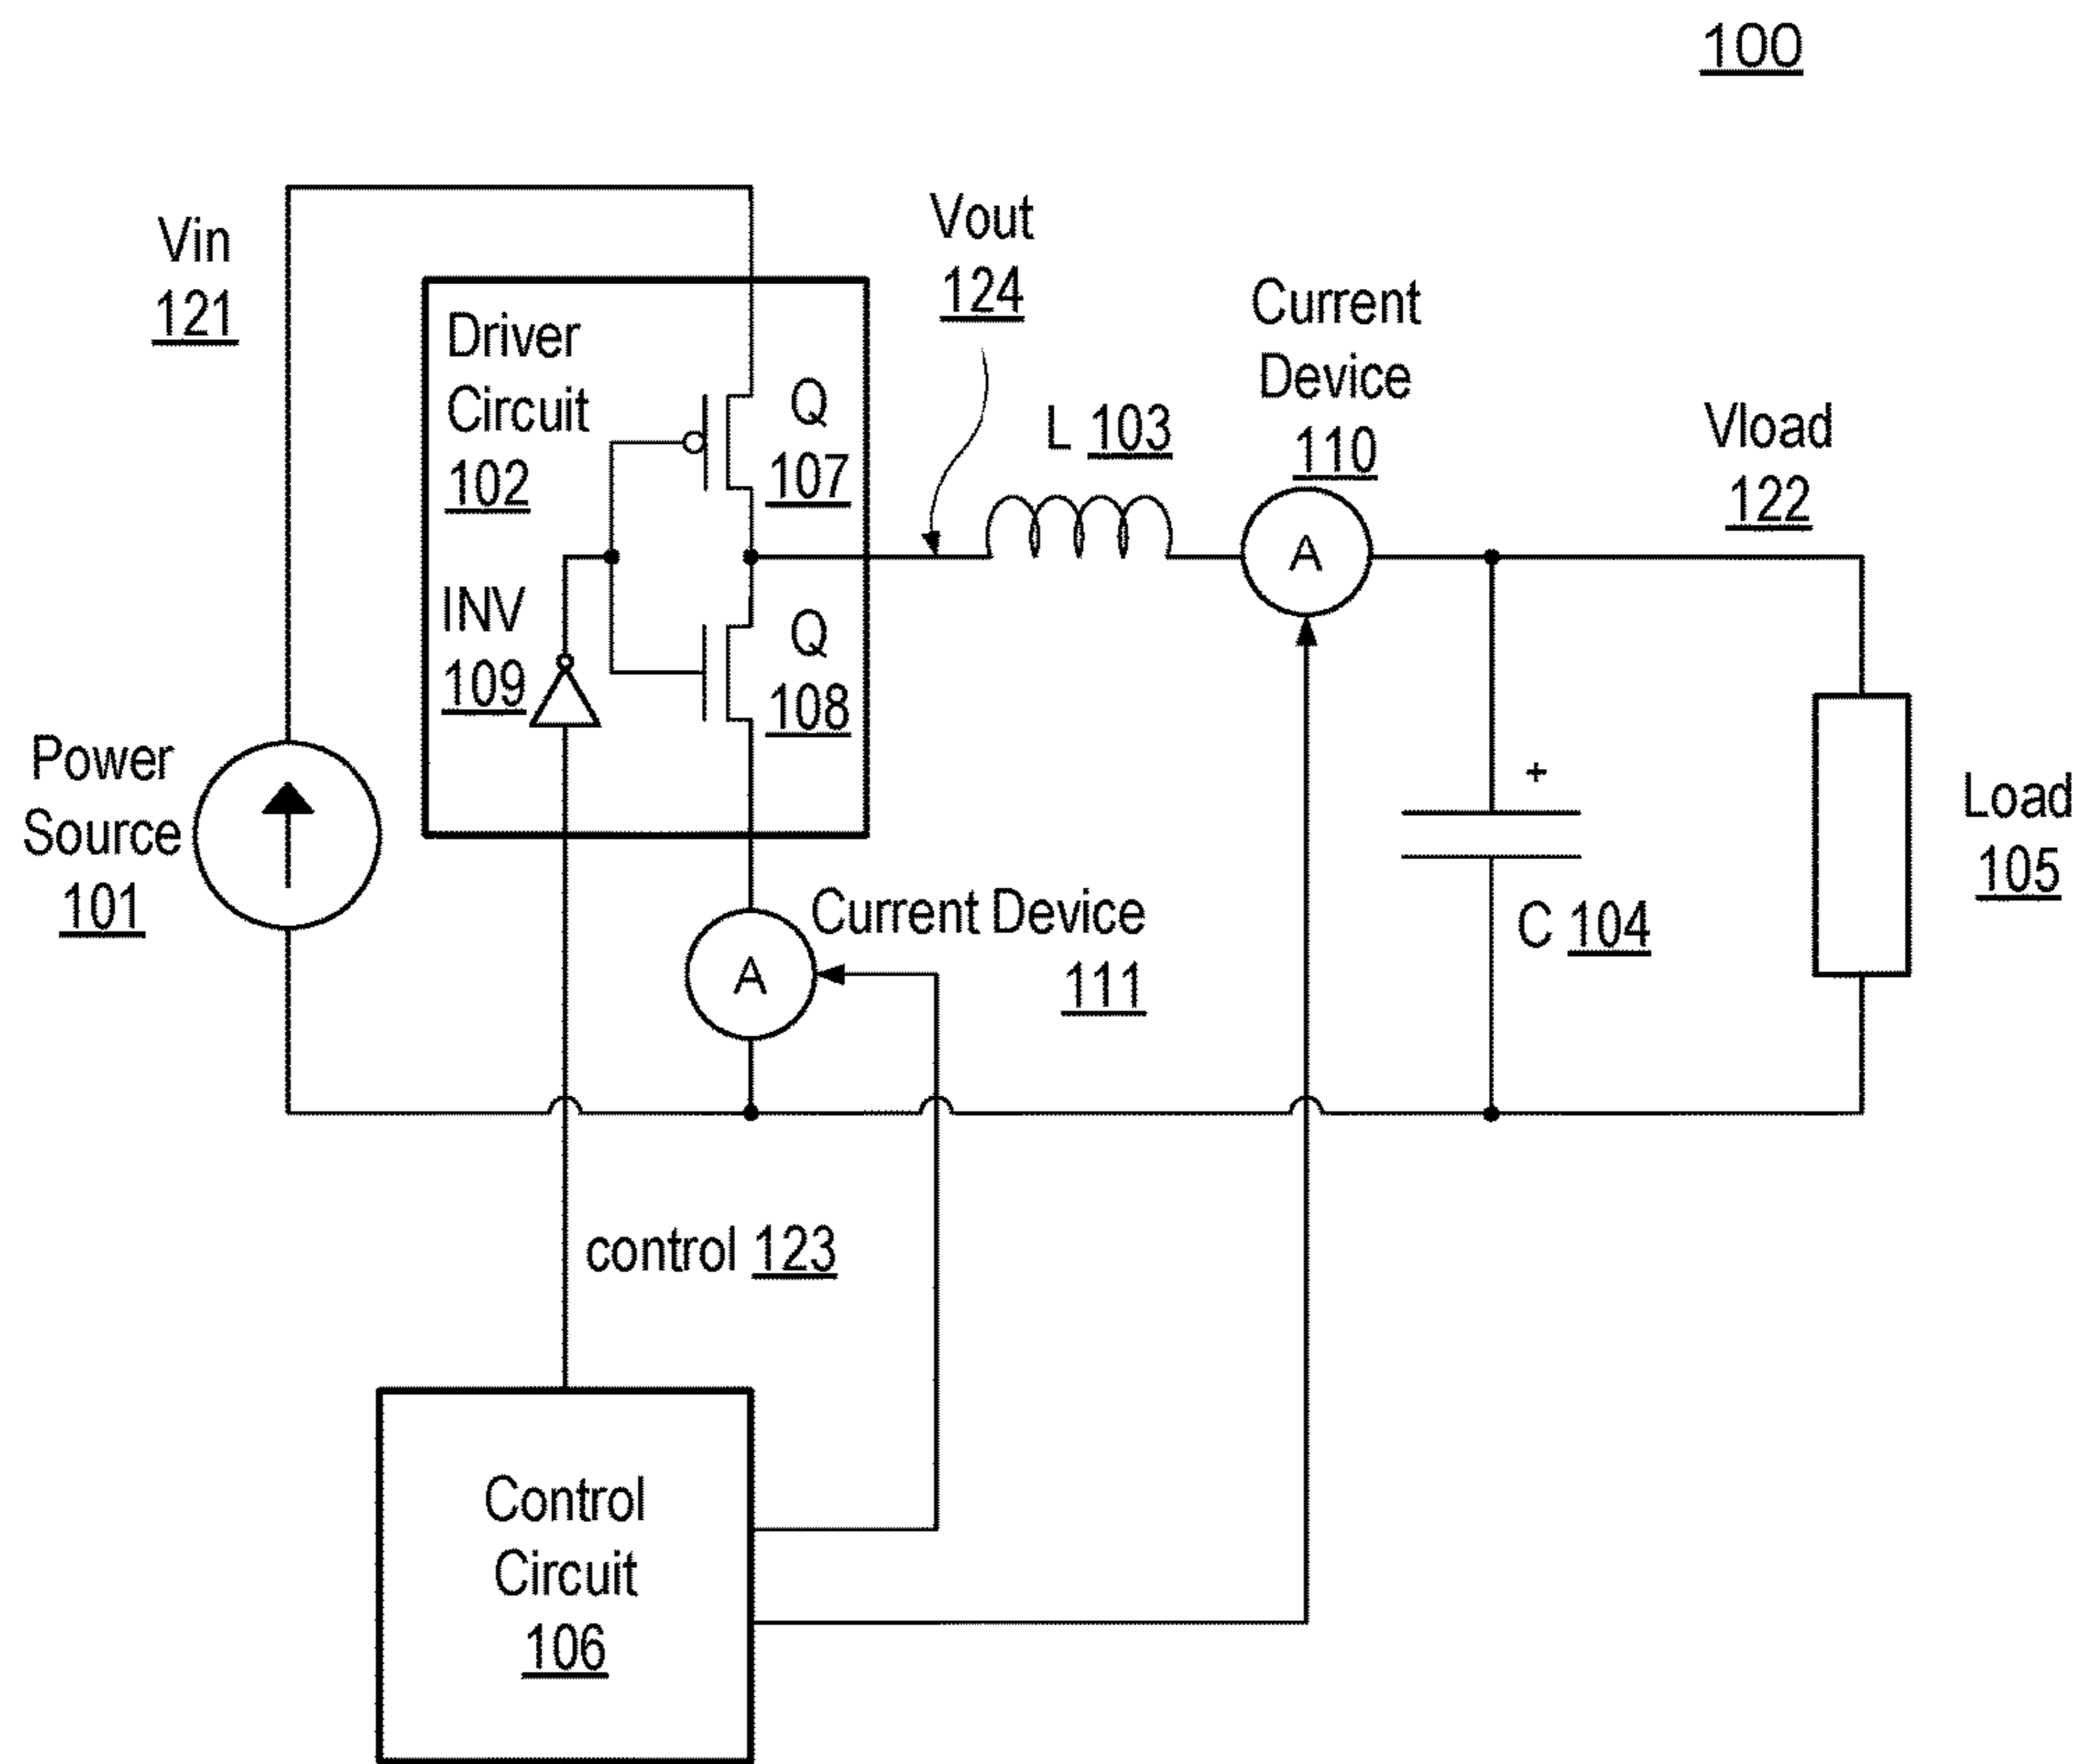 100
Vin
121
Driver
Circuit
102
Q
107
INV
109
Q
108
Vout
124
L 103
Current
Device
110
A
Vload
122
Power
Source
101
+
C 104
Load
105
Current Device
111
A
control 123
Control
Circuit
106